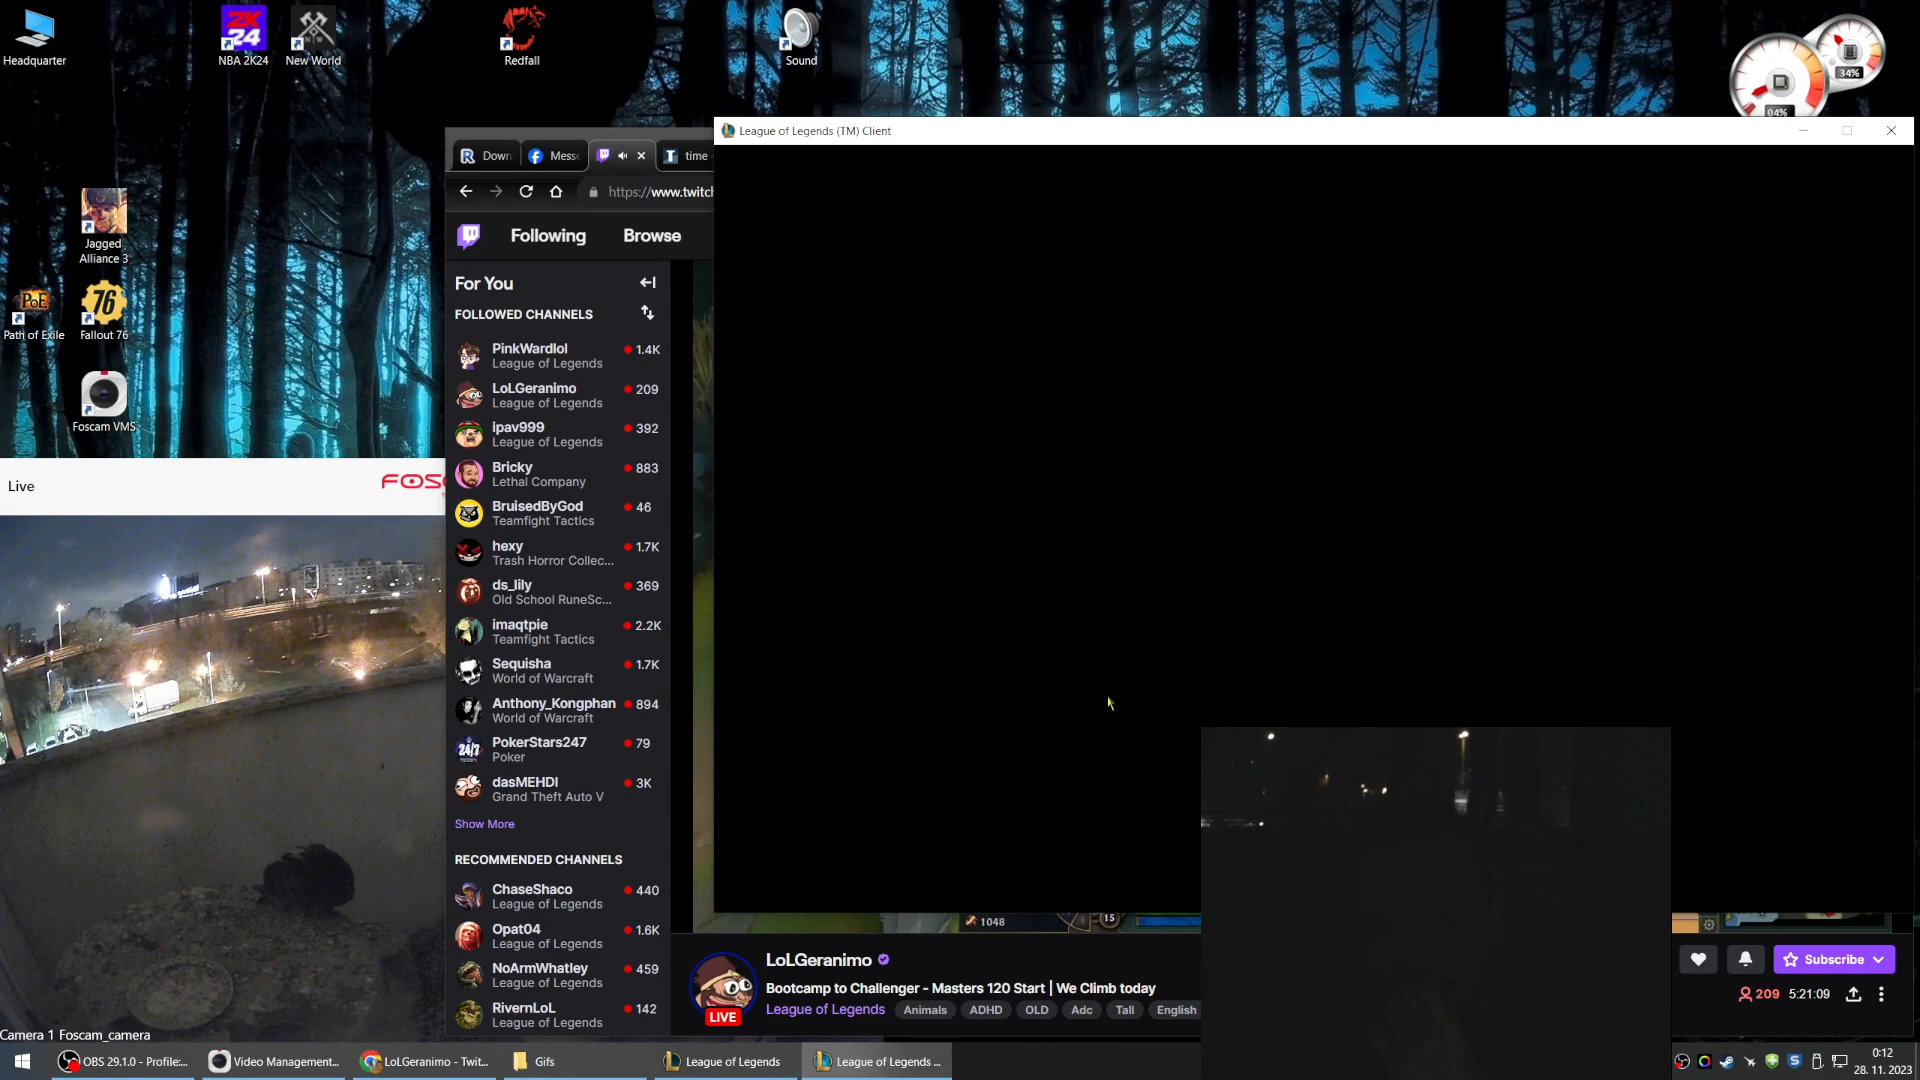 Headquarter
NBA 2K24
New World
Redfall
Sound
34%
04%
League of Legends (TM) Client
Down
Messe
time
https://www.twitch
Following
Browse
Jagged
Alliance 3
Path of Exile
Fallout 76
Foscam VMS
For You
FOLLOWED CHANNELS
PinkWardlol
1.4K
League of Legends
LoLGeranimo
209
League of Legends
ipav999
392
League of Legends
Bricky
883
Lethal Company
BruisedByGod
46
Teamfight Tactics
hexy
1.7K
Trash Horror Collec...
ds_lily
369
Old School RuneSc...
imaqtpie
2.2K
Teamfight Tactics
Sequisha
1.7K
World of Warcraft
Anthony_Kongphan
894
World of Warcraft
PokerStars247
79
Poker
dasMEHDI
3K
Grand Theft Auto V
Show More
RECOMMENDED CHANNELS
ChaseShaco
440
League of Legends
Opat04
1.6K
League of Legends
NoArmWhatley
459
League of Legends
RivernLoL
142
League of Legends
Live
FOSC
Camera 1 Foscam_camera
1048
15
LoLGeranimo
Bootcamp to Challenger - Masters 120 Start | We Climb today
League of Legends Animals ADHD OLD Adc Tall English
LIVE
Subscribe
209 5:21:09
OBS 29.1.0 - Profile:...
Video Management...
LoLGeranimo - Twit...
Gifs
League of Legends
League of Legends ...
0:12
28. 11. 2023